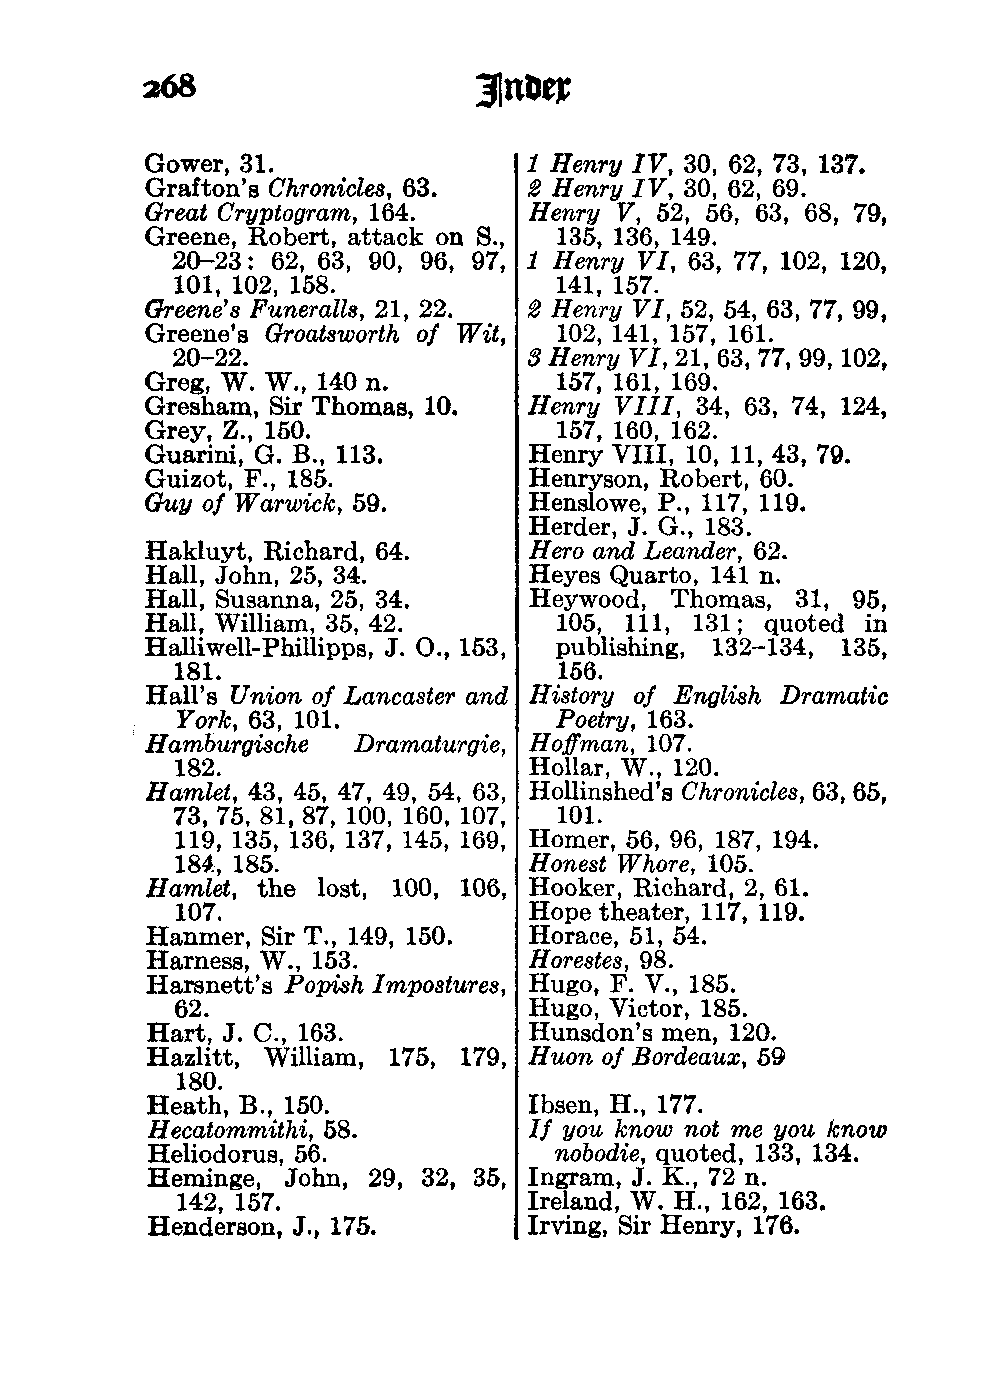 268 Index
Gower, 31.
Grafton's Chronicles, 63.
Great Cryptogram, 164.
Greene, Robert, attack on S.,
20–23: 62, 63, 90, 96, 97,
101, 102, 158.
Greene's Funeralls, 21, 22.
Greene's Groatsworth of Wit,
20–22.
Greg, W. W., 140 n.
Gresham, Sir Thomas, 10.
Grey, Z., 150.
Guarini, G. B., 113.
Guizot, F., 185.
Guy of Warwick, 59.
Hakluyt, Richard, 64.
Hall, John, 25, 34.
Hall, Susanna, 25, 34.
Hall, William, 35, 42.
Halliwell-Phillipps, J. O., 153,
181.
Hall's Union of Lancaster and
York, 63, 101.
Hamburgische Dramaturgie,
182.
Hamlet, 43, 45, 47, 49, 54, 63,
73, 75, 81, 87, 100, 160, 107,
119, 135, 136, 137, 145, 169,
184, 185.
Hamlet, the lost, 100, 106,
107.
Hanmer, Sir T., 149, 150.
Harness, W., 153.
Harsnett's Popish Impostures,
62.
Hart, J. C., 163.
Hazlitt, William, 175, 179,
180.
Heath, B., 150.
Hecatommithi, 58.
Heliodorus, 56.
Heminge, John, 29, 32, 35,
142, 157.
Henderson, J., 175.
1 Henry IV, 30, 62, 73, 137.
2 Henry IV, 30, 62, 69.
Henry V, 52, 56, 63, 68, 79,
135, 136, 149.
1 Henry VI, 63, 77, 102, 120,
141, 157.
2 Henry VI, 52, 54, 63, 77, 99,
102, 141, 157, 161.
3 Henry VI, 21, 63, 77, 99, 102,
157, 161, 169.
Henry VIII, 34, 63, 74, 124,
157, 160, 162.
Henry VIII, 10, 11, 43, 79.
Henryson, Robert, 60.
Henslowe, P., 117, 119.
Herder, J. G., 183.
Hero and Leander, 62.
Heyes Quarto, 141 n.
Heywood, Thomas, 31, 95,
105, 111, 131; quoted in
publishing, 132–134, 135,
156.
History of English Dramatic
Poetry, 163.
Hoffman, 107.
Hollar, W., 120.
Hollinshed's Chronicles, 63, 65,
101.
Homer, 56, 96, 187, 194.
Honest Whore, 105.
Hooker, Richard, 2, 61.
Hope theater, 117, 119.
Horace, 51, 54.
Horestes, 98.
Hugo, F. V., 185.
Hugo, Victor, 185.
Hunsdon's men, 120.
Huon of Bordeaux, 59
Ibsen, H., 177.
If you know not me you know
nobodie, quoted, 133, 134.
Ingram, J. K., 72 n.
Ireland, W. H., 162, 163.
Irving, Sir Henry, 176.